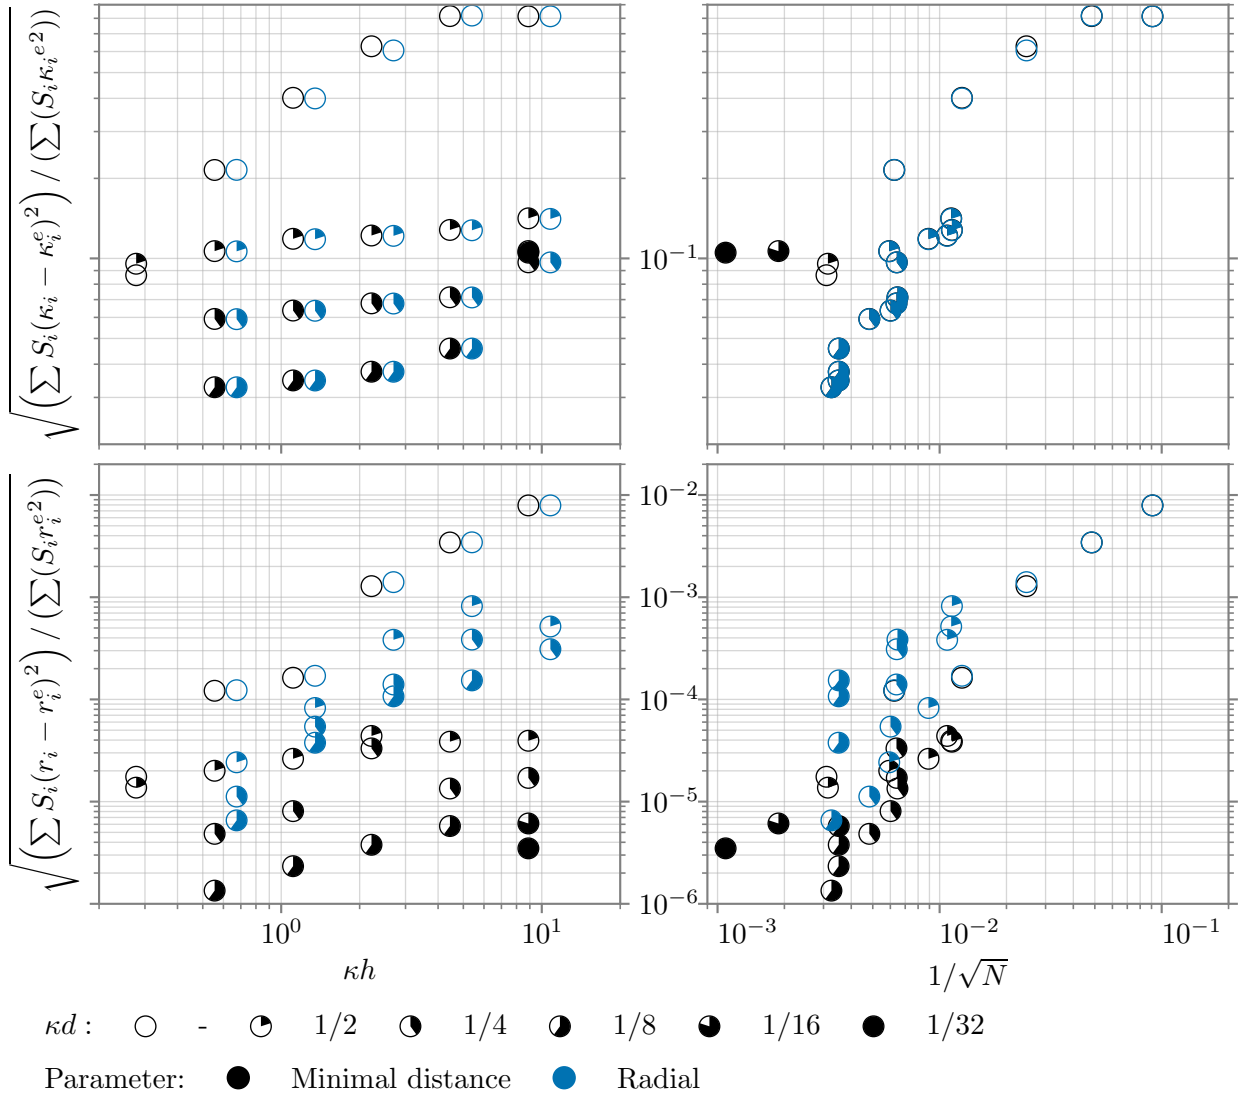 √(∑ S_i(κ_i − κ_i^e)^2) / (∑(S_i κ_i^e2))
10^−1
√(∑ S_i(r_i − r_i^e)^2) / (∑(S_i r_i^e2))
10^−2
10^−3
10^−4
10^−5
10^−6
10^0 10^1 10^−3 10^−2 10^−1
κh 1/√N
κd : - 1/2 1/4 1/8 1/16 1/32
Parameter: Minimal distance Radial